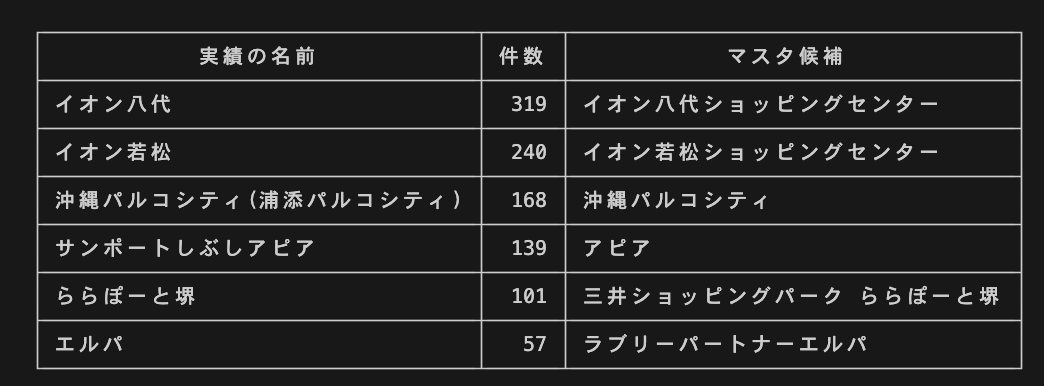 実績の名前 件数 マスタ候補
イオン八代 319 イオン八代ショッピングセンター
イオン若松 240 イオン若松ショッピングセンター
沖縄パルコシティ(浦添パルコシティ) 168 沖縄パルコシティ
サンポートしぶしアピア 139 アピア
ららぽーと堺 101 三井ショッピングパーク ららぽーと堺
エルパ 57 ラブリーパートナーエルパ